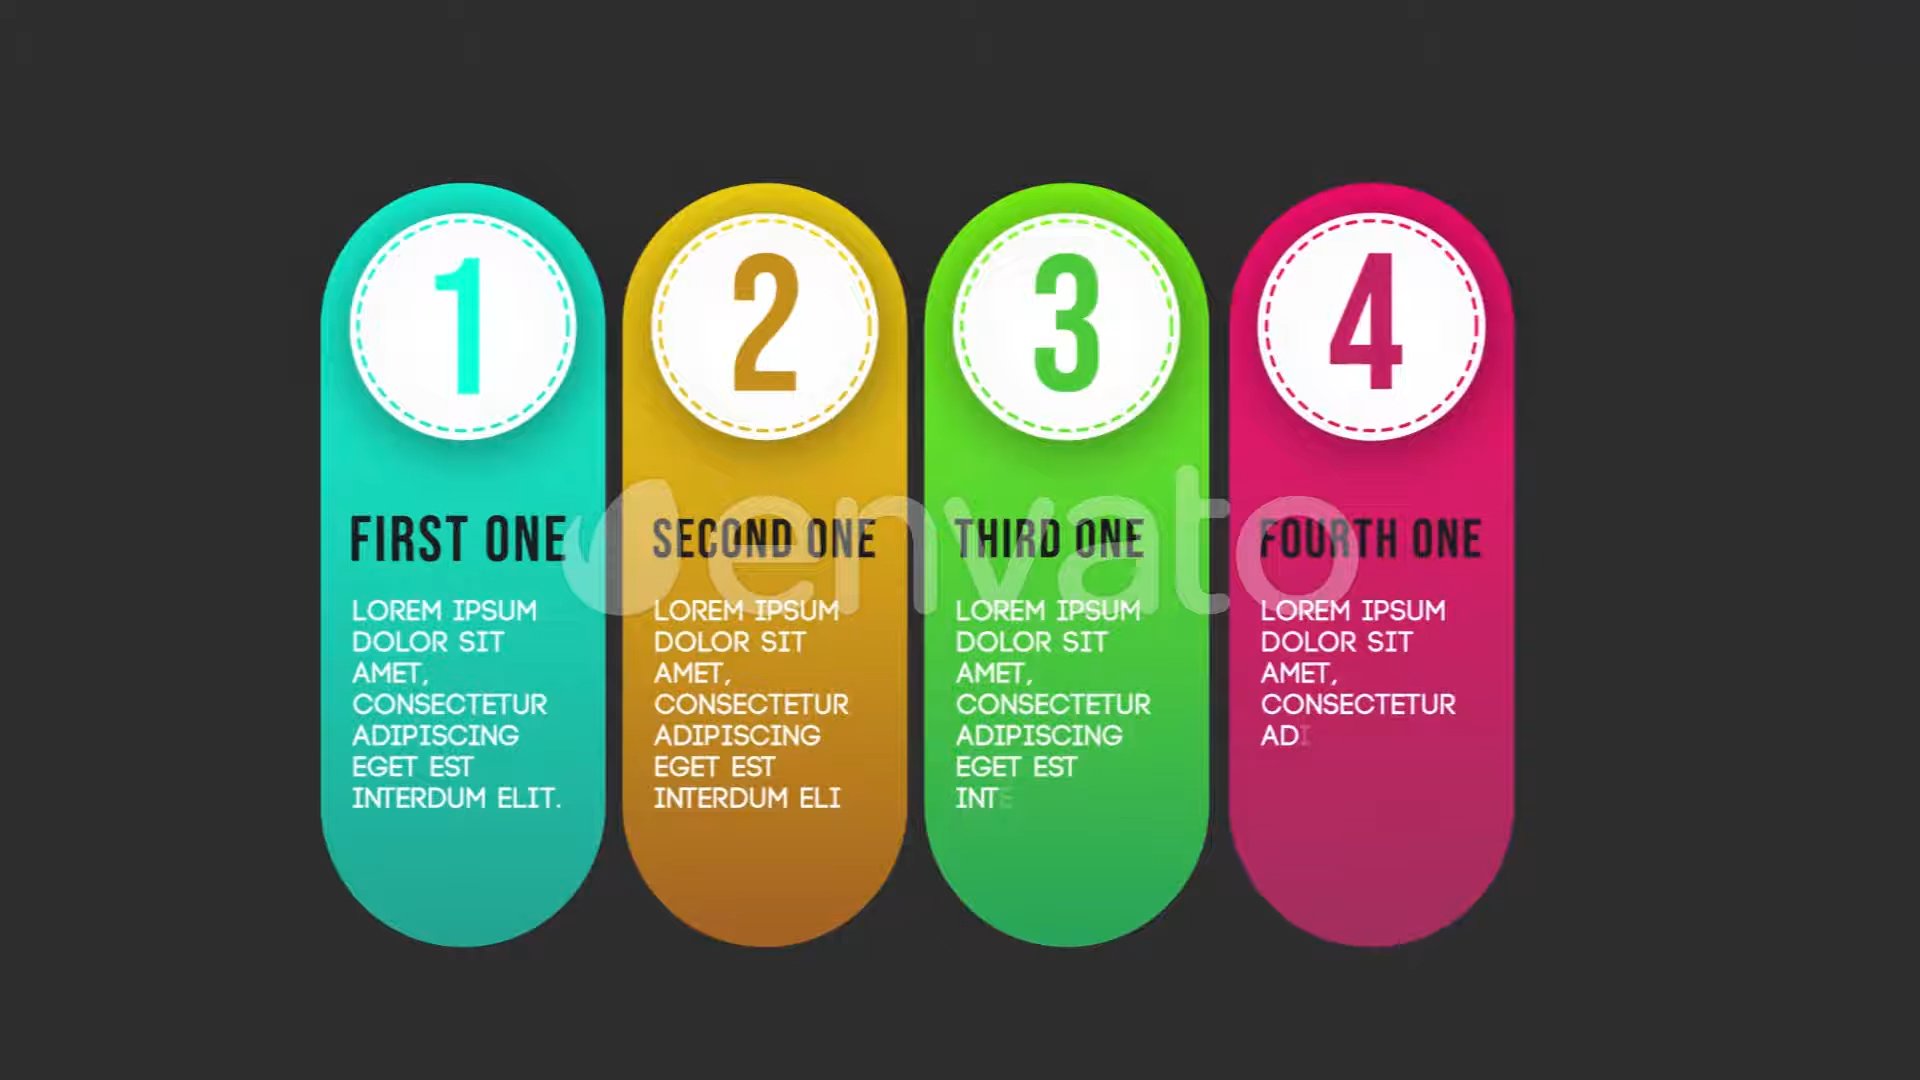 1
FIRST ONE
LOREM IPSUM
DOLOR SIT
AMET,
CONSECTETUR
ADIPISCING
EGET EST
INTERDUM ELIT.
2
SECOND ONE
LOREM IPSUM
DOLOR SIT
AMET,
CONSECTETUR
ADIPISCING
EGET EST
INTERDUM ELI
3
THIRD ONE
LOREM IPSUM
DOLOR SIT
AMET,
CONSECTETUR
ADIPISCING
EGET EST
INTE
4
FOURTH ONE
LOREM IPSUM
DOLOR SIT
AMET,
CONSECTETUR
ADI
envato